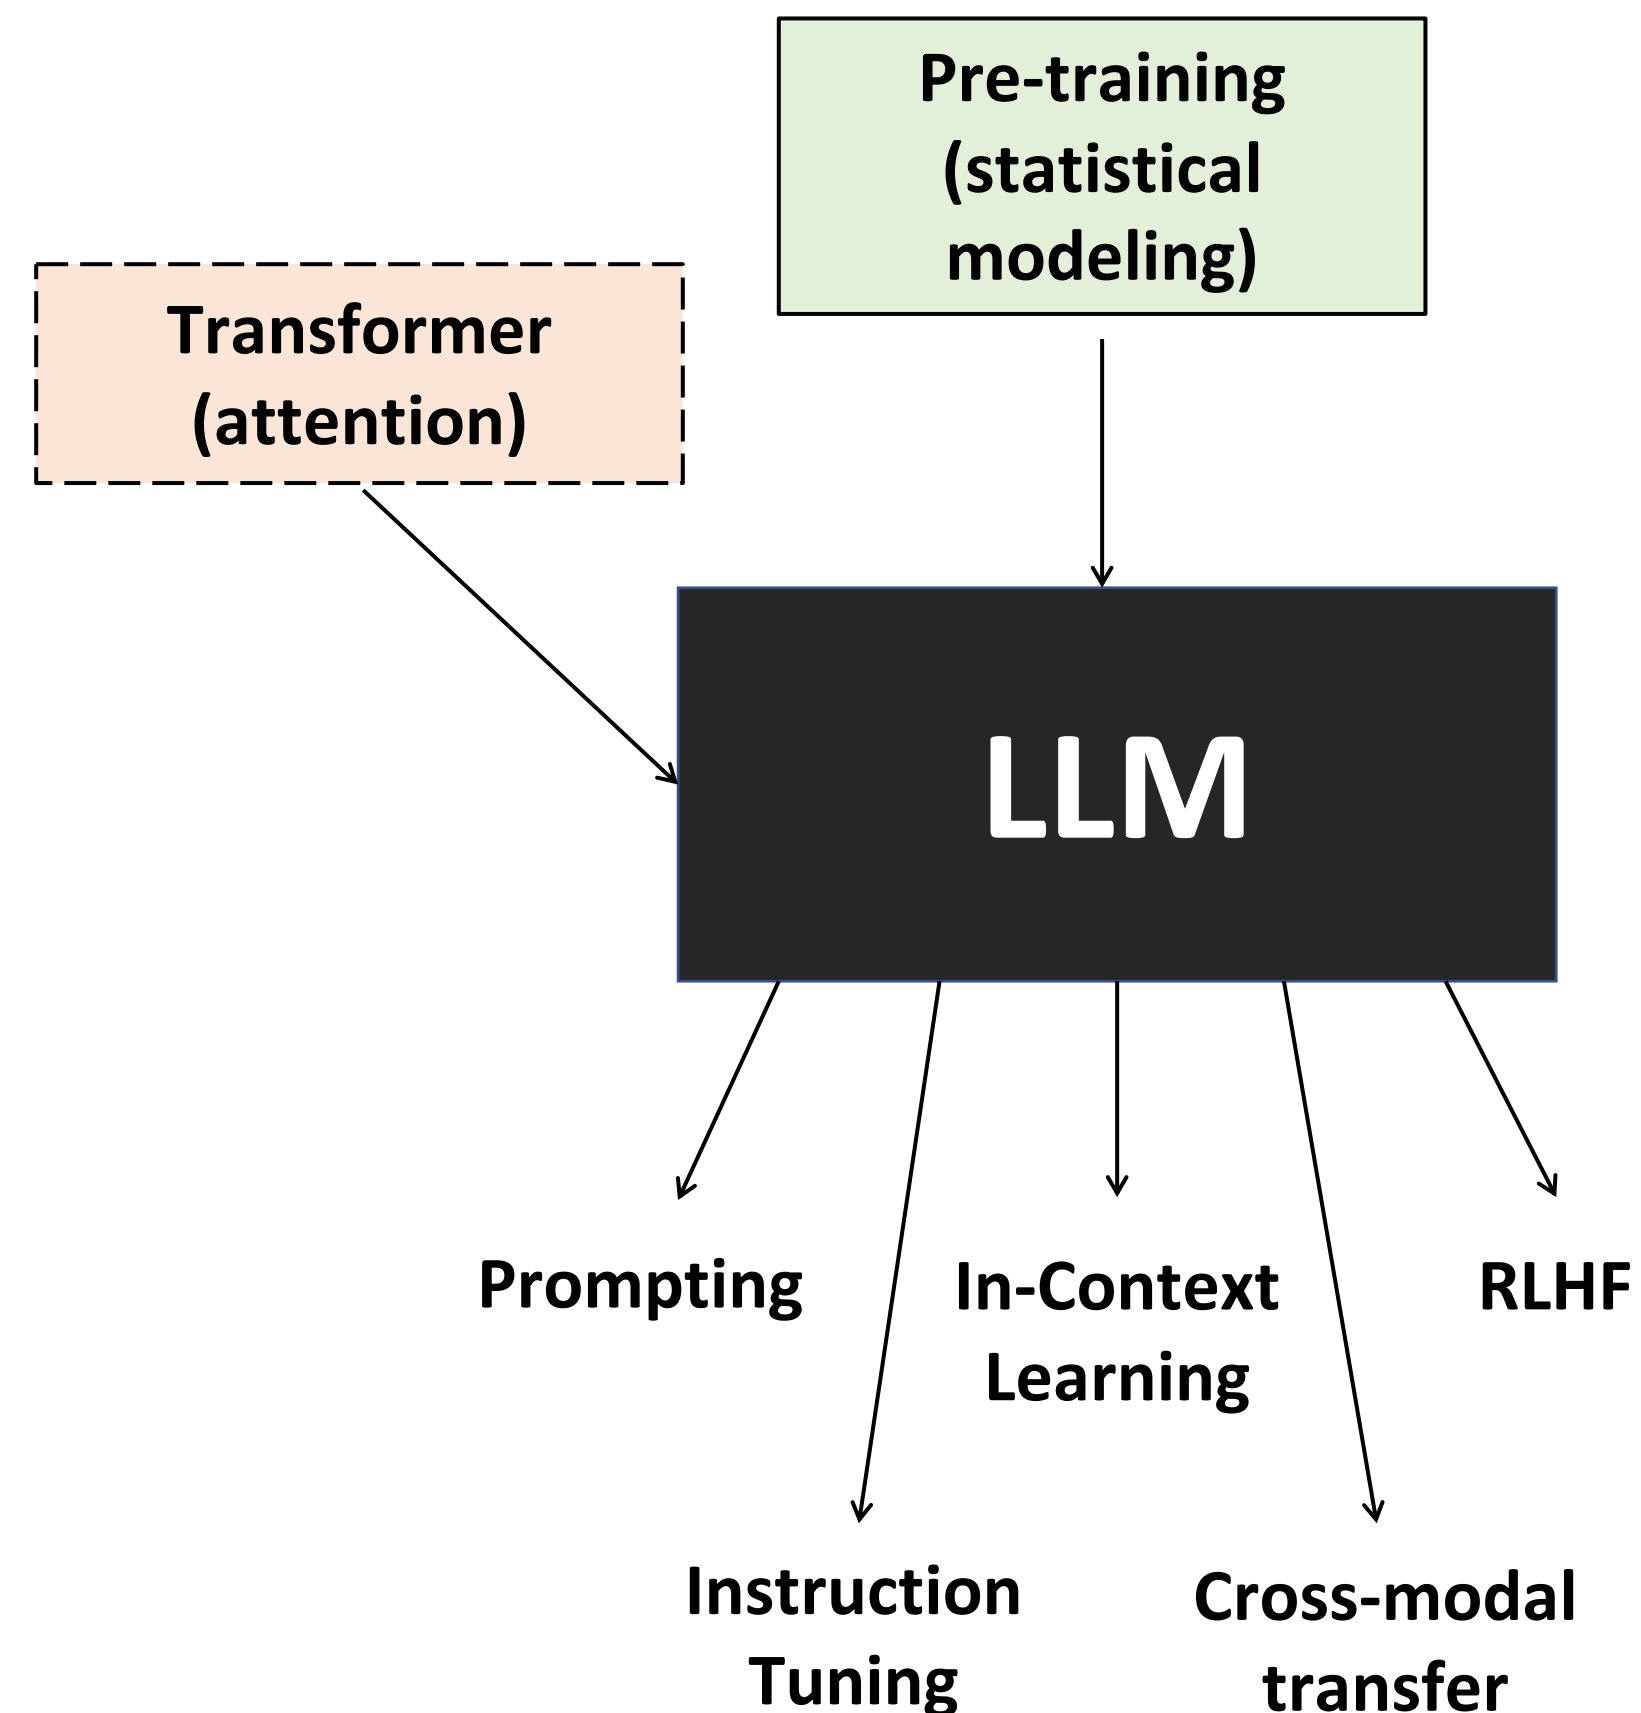 Pre-training
(statistical
modeling)
Transformer
(attention)
LLM
Prompting
In-Context
Learning
RLHF
Instruction
Tuning
Cross-modal
transfer